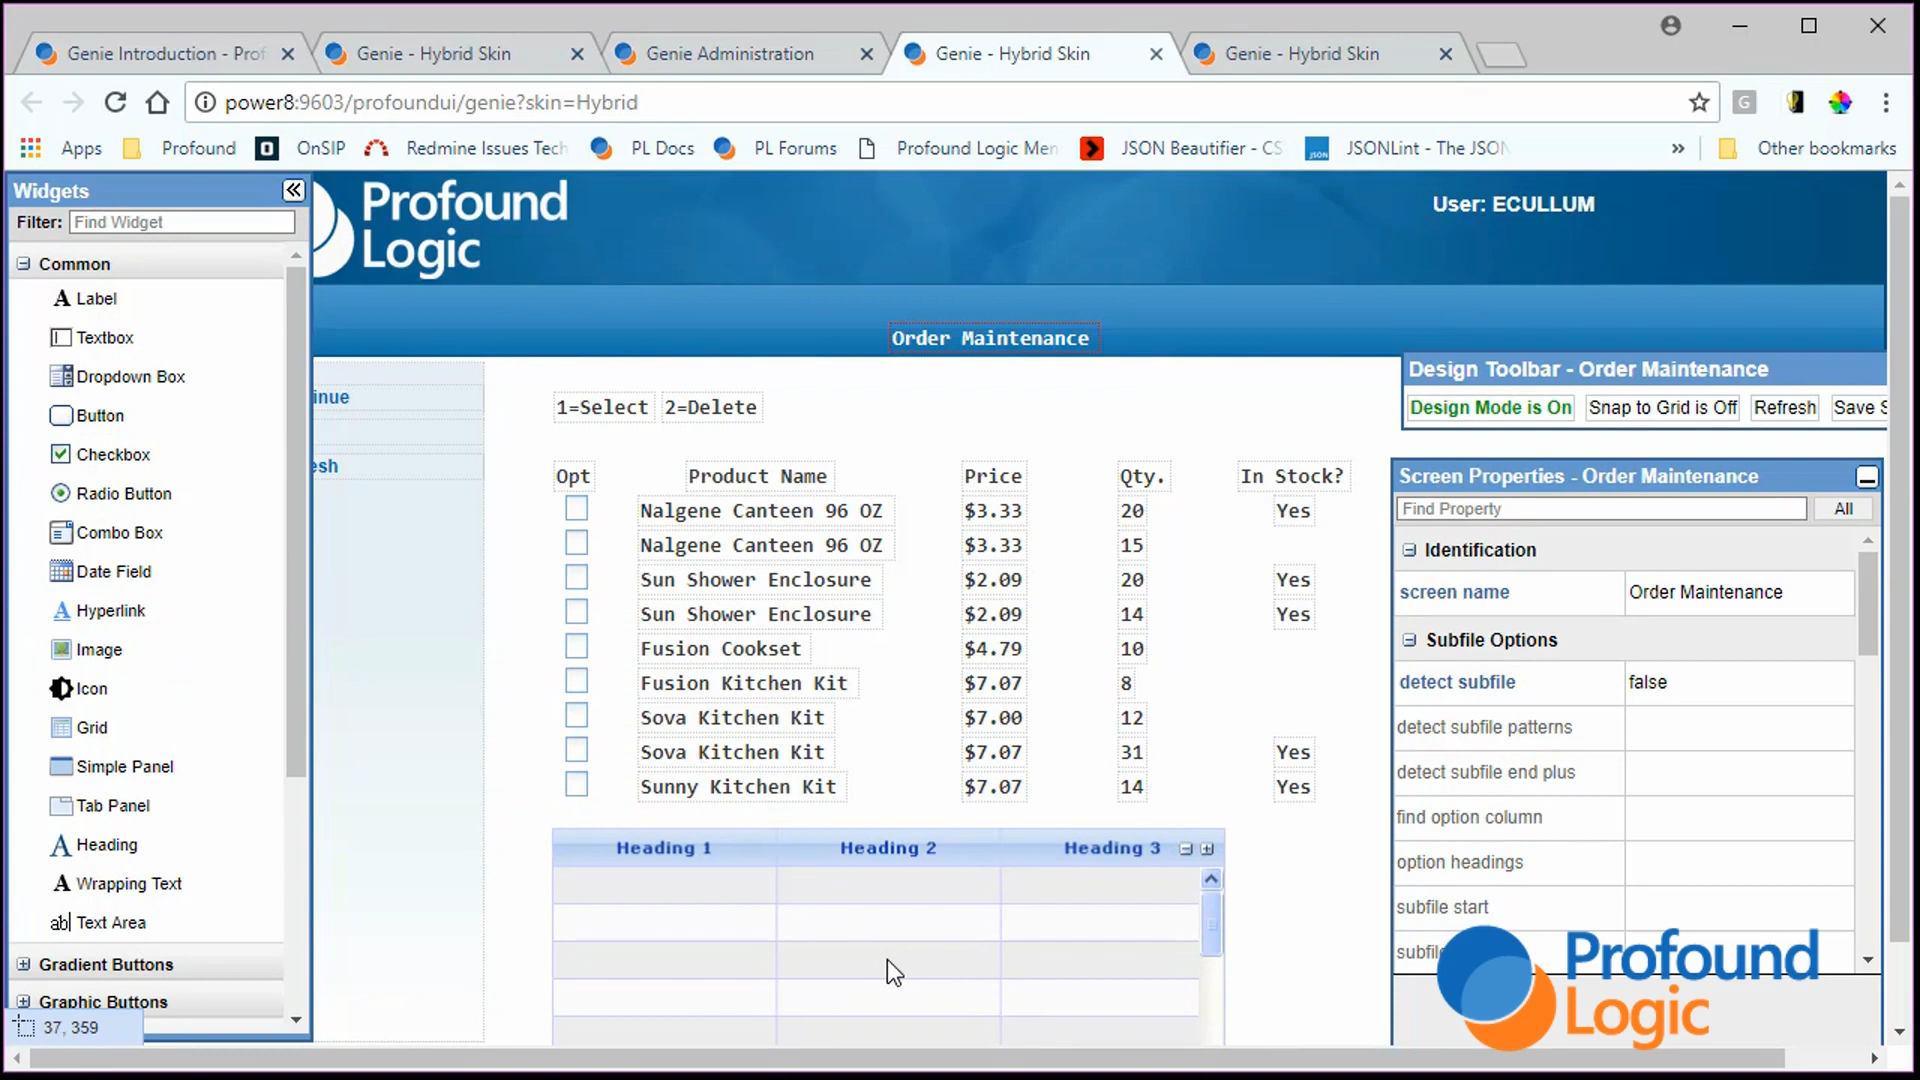 Genie Introduction - Prof
Genie - Hybrid Skin
Genie Administration
Genie - Hybrid Skin
Genie - Hybrid Skin
power8:9603/profoundui/genie?skin=Hybrid
G
Apps
Profound
OnSIP
Redmine Issues Tech
PL Docs
PL Forums
Profound Logic Men
JSON Beautifier - CS
JSON
JSONLint - The JSON
»
Other bookmarks
Widgets
Filter: Find Widget
Common
Label
Textbox
Dropdown Box
Button
Checkbox
Radio Button
Combo Box
Date Field
Hyperlink
Image
Icon
Grid
Simple Panel
Tab Panel
Heading
Wrapping Text
Text Area
Gradient Buttons
Graphic Buttons
37, 359
Profound
Logic
User: ECULLUM
Order Maintenance
inue
esh
1=Select 2=Delete
Opt Product Name Price Qty. In Stock?
Nalgene Canteen 96 OZ $3.33 20 Yes
Nalgene Canteen 96 OZ $3.33 15
Sun Shower Enclosure $2.09 20 Yes
Sun Shower Enclosure $2.09 14 Yes
Fusion Cookset $4.79 10
Fusion Kitchen Kit $7.07 8
Sova Kitchen Kit $7.00 12
Sova Kitchen Kit $7.07 31 Yes
Sunny Kitchen Kit $7.07 14 Yes
Heading 1 Heading 2 Heading 3
Design Toolbar - Order Maintenance
Design Mode is On Snap to Grid is Off Refresh Save S
Screen Properties - Order Maintenance
Find Property All
Identification
screen name Order Maintenance
Subfile Options
detect subfile false
detect subfile patterns
detect subfile end plus
find option column
option headings
subfile start
subfile
Profound
Logic